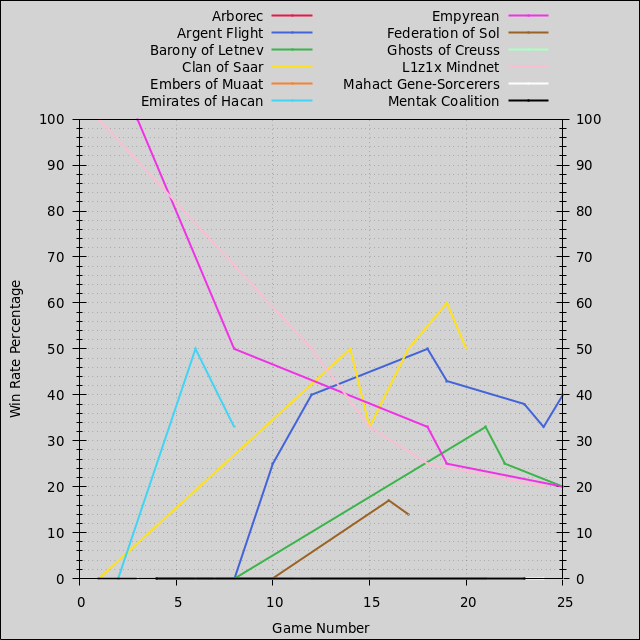 Arborec Empyrean
Argent Flight Federation of Sol
Barony of Letnev Ghosts of Creuss
Clan of Saar L1z1x Mindnet
Embers of Muaat Mahact Gene-Sorcerers
Emirates of Hacan Mentak Coalition
100 100
90 90
80 80
70 70
60 60
50 50
40 40
30 30
20 20
10 10
0 0
0 5 10 15 20 25
Win Rate Percentage
Game Number